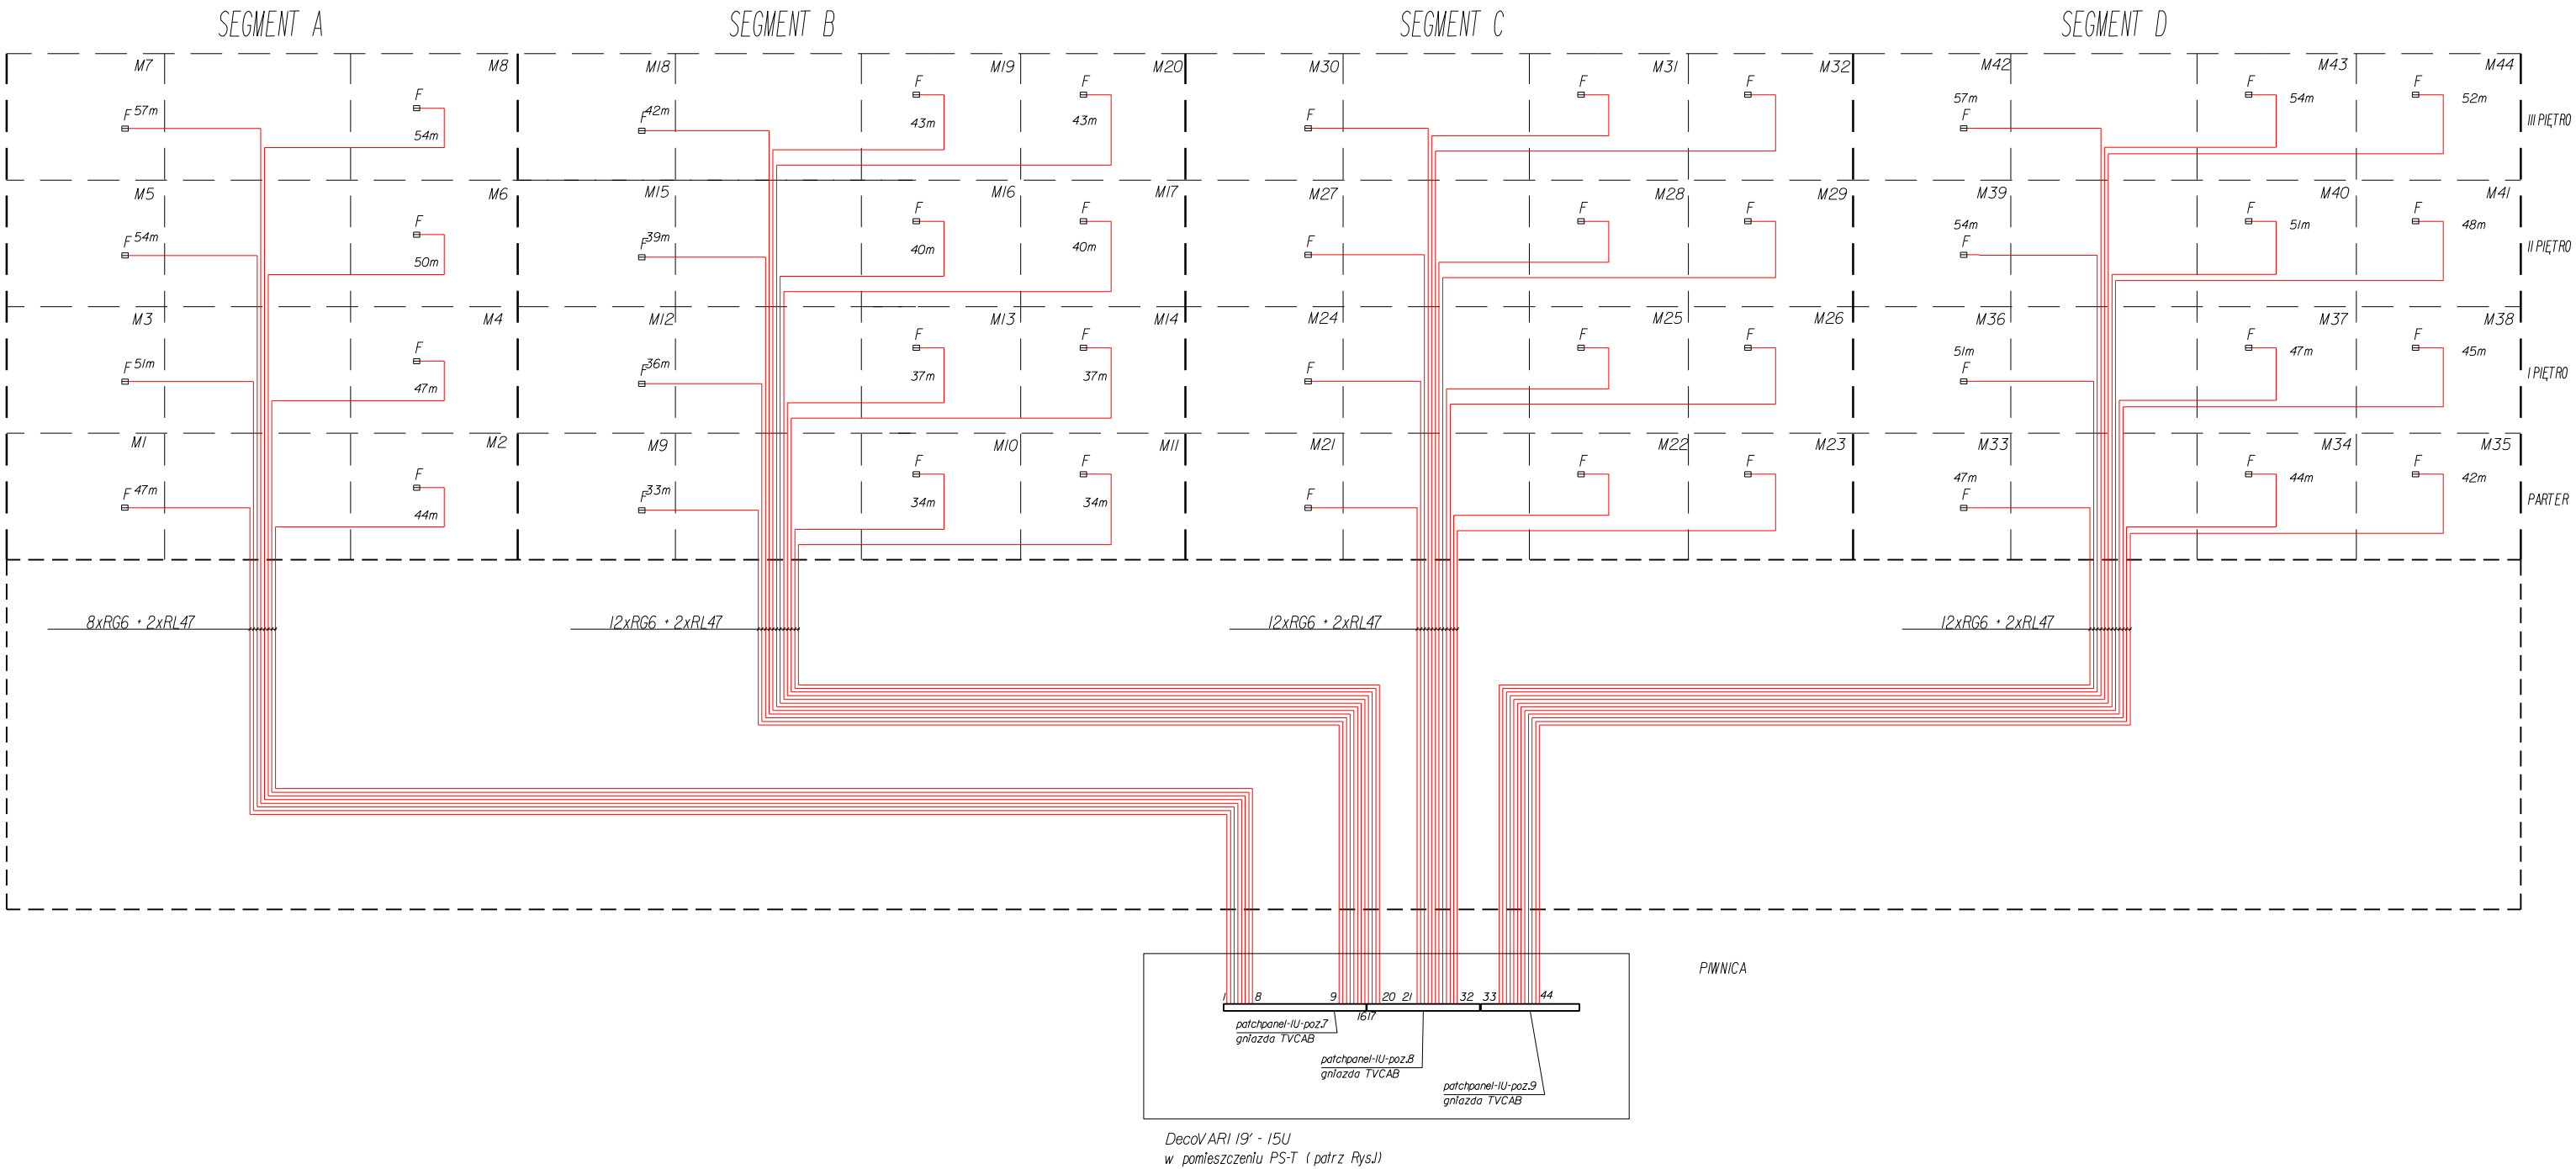 SEGMENT A
SEGMENT B
SEGMENT C
SEGMENT D
M7 M8 M18 M19 M20 M30 M31 M32 M42 M43 M44
F 57m F 54m F 42m F 43m F 43m F F F 57m F F 54m F 52m III PIĘTRO
M5 M6 M15 M16 M17 M27 M28 M29 M39 M40 M41
F 54m F 50m F 39m F 40m F 40m F F F 54m F F 51m F 48m II PIĘTRO
M3 M4 M12 M13 M14 M24 M25 M26 M36 M37 M38
F 51m F 47m F 36m F 37m F 37m F F F 51m F F 47m F 45m I PIĘTRO
M1 M2 M9 M10 M11 M21 M22 M23 M33 M34 M35
F 47m F 44m F 33m F 34m F 34m F F F 47m F F 44m F 42m PARTER
8xRG6 + 2xRL47
12xRG6 + 2xRL47
12xRG6 + 2xRL47
12xRG6 + 2xRL47
PIWNICA
1 8 9 20 21 32 33 44
16 17
patchpanel-1U-poz.7
gniazda TVCAB
patchpanel-1U-poz.8
gniazda TVCAB
patchpanel-1U-poz.9
gniazda TVCAB
DecoVARI 19' - 15U
w pomieszczeniu PS-T ( patrz Rys.1)